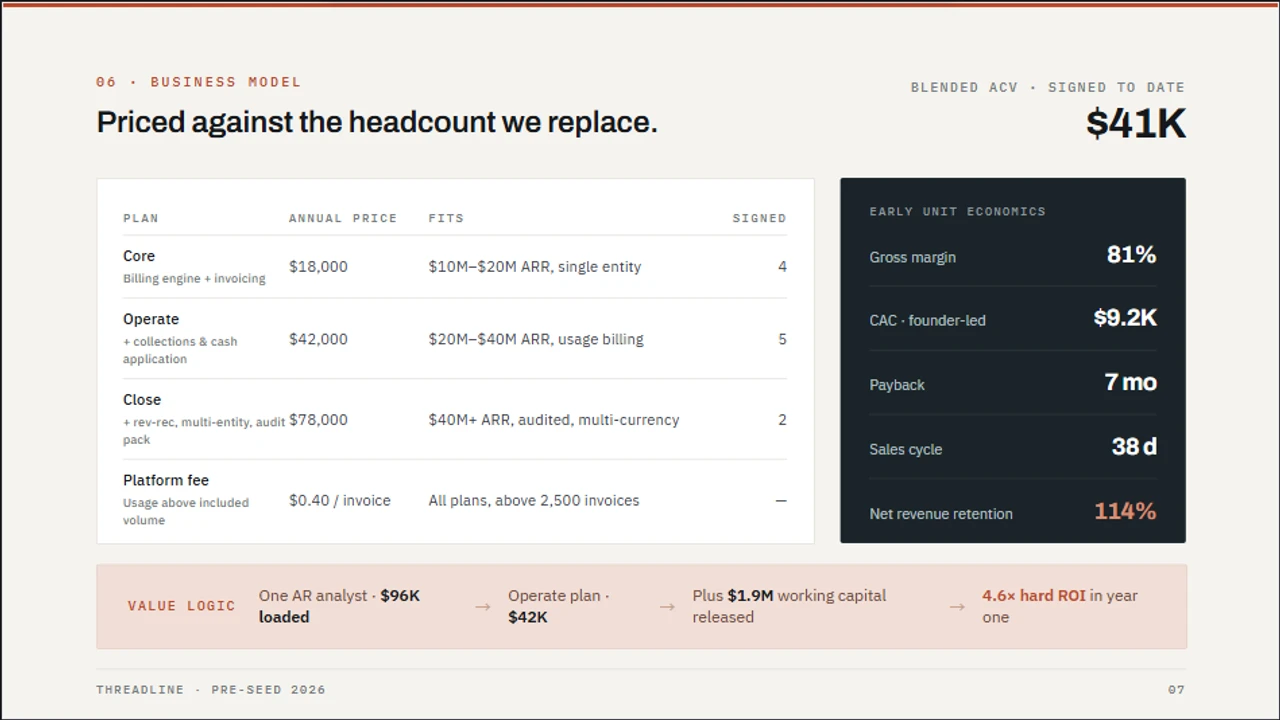 06 · BUSINESS MODEL
Priced against the headcount we replace.
BLENDED ACV · SIGNED TO DATE
$41K
PLAN ANNUAL PRICE FITS SIGNED
Core
Billing engine + invoicing
$18,000 $10M–$20M ARR, single entity 4
Operate
+ collections & cash
application
$42,000 $20M–$40M ARR, usage billing 5
Close
+ rev-rec, multi-entity, audit
pack
$78,000 $40M+ ARR, audited, multi-currency 2
Platform fee
Usage above included
volume
$0.40 / invoice All plans, above 2,500 invoices —
EARLY UNIT ECONOMICS
Gross margin 81%
CAC · founder-led $9.2K
Payback 7 mo
Sales cycle 38 d
Net revenue retention 114%
VALUE LOGIC
One AR analyst · $96K
loaded
→
Operate plan ·
$42K
→
Plus $1.9M working capital
released
→
4.6× hard ROI in year
one
THREADLINE · PRE-SEED 2026
07